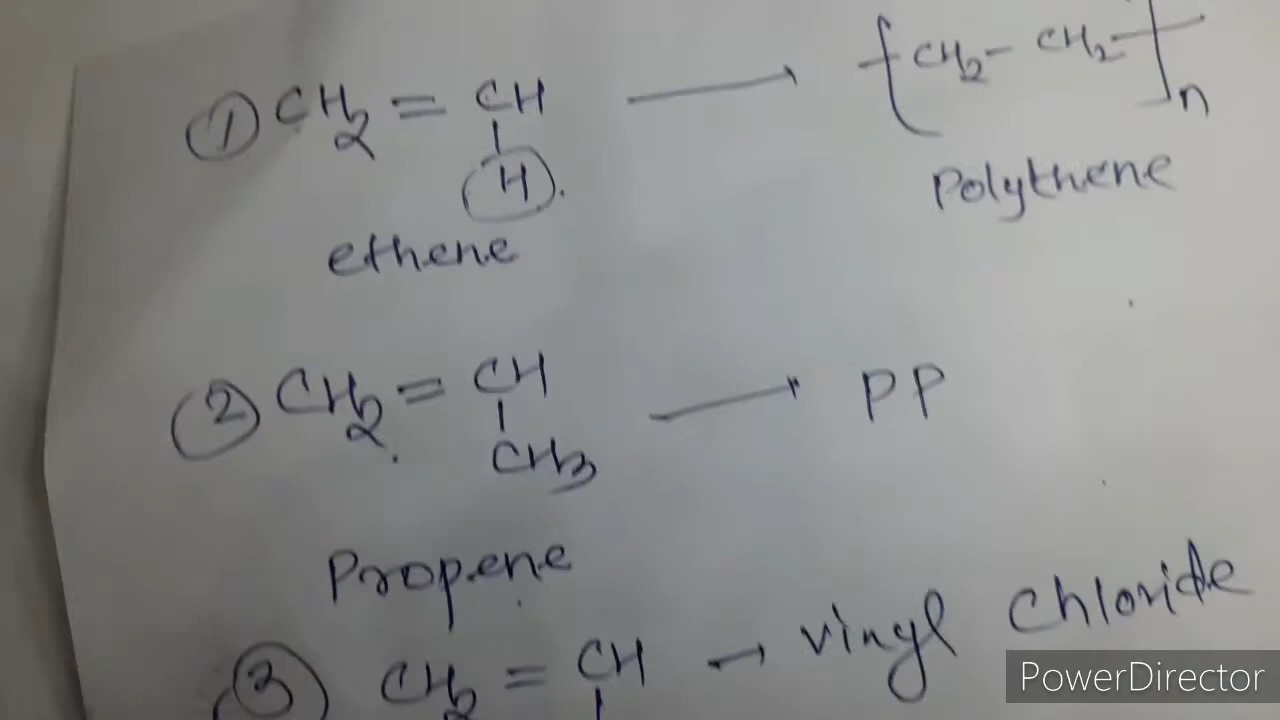 ① CH₂ = CH ⟶ {CH₂- CH₂}n
|
H.
ethene Polythene
② CH₂ = CH ⟶ PP
|
CH₃
Propene
③ CH₂ = CH → vinyl chloride
|
PowerDirector